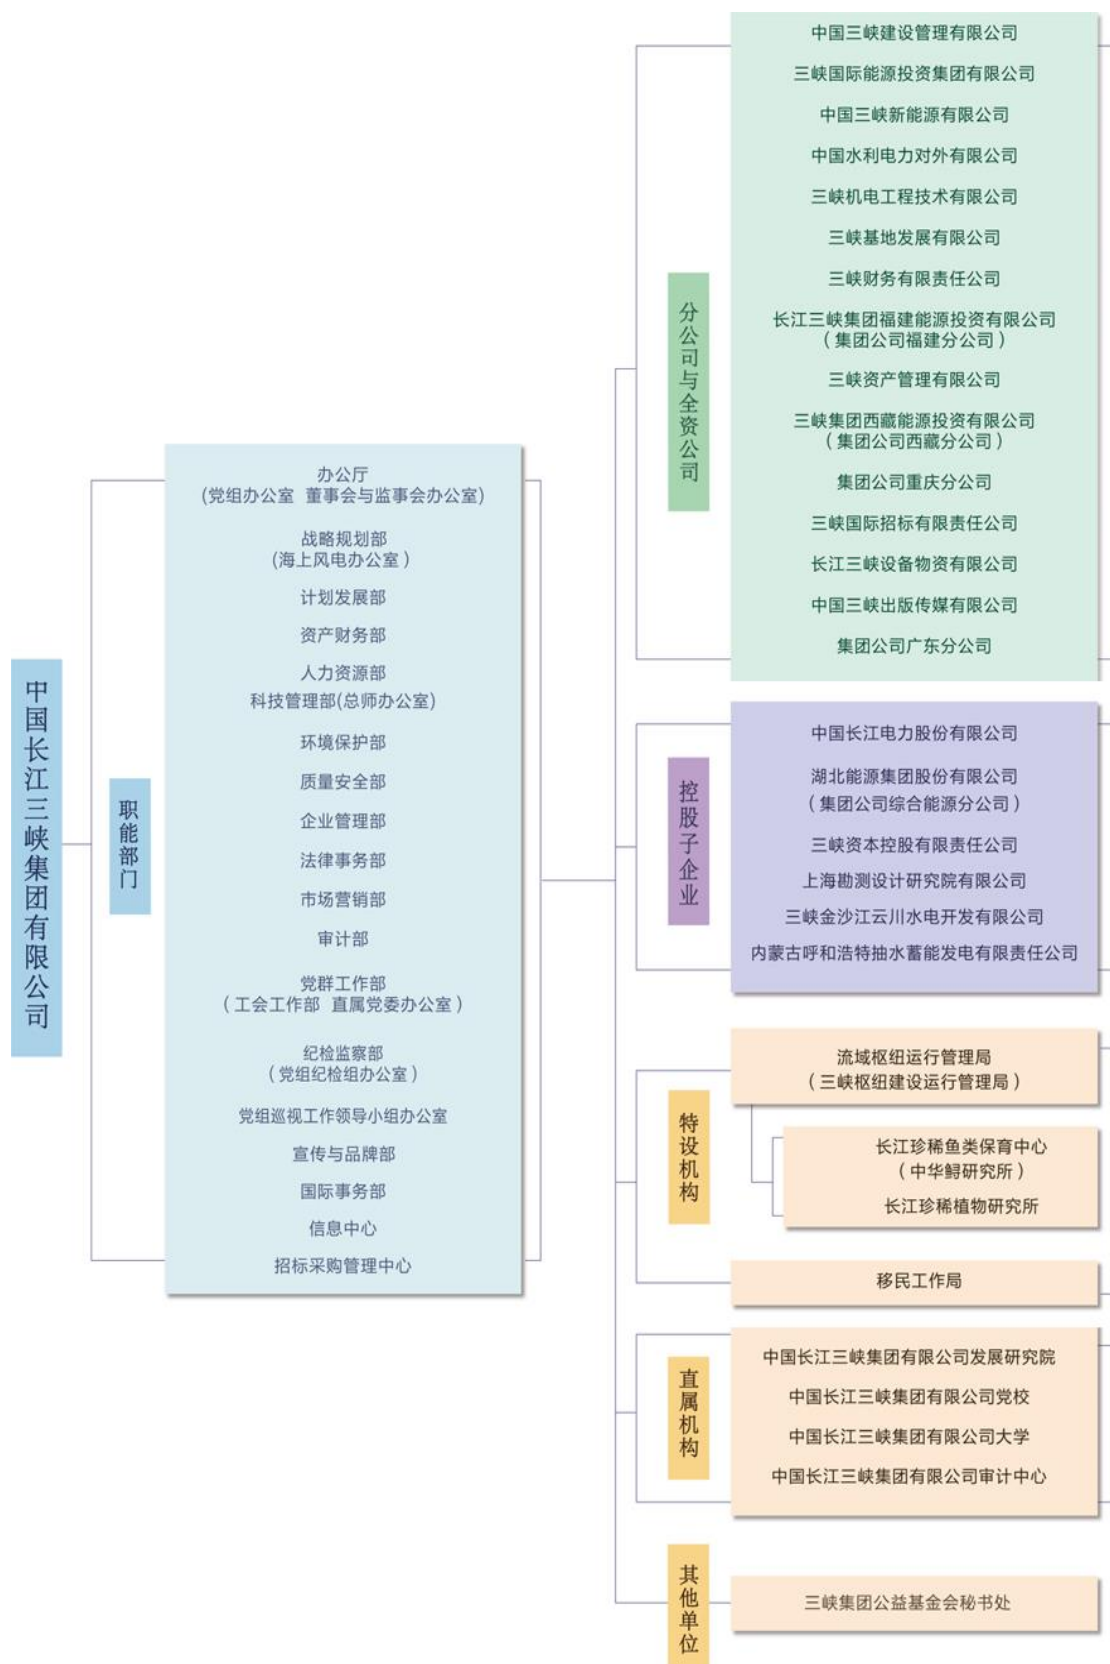 中国长江三峡集团有限公司
职能部门
办公厅
(党组办公室 董事会与监事会办公室)
战略规划部
(海上风电办公室)
计划发展部
资产财务部
人力资源部
科技管理部(总师办公室)
环境保护部
质量安全部
企业管理部
法律事务部
市场营销部
审计部
党群工作部
(工会工作部 直属党委办公室)
纪检监察部
(党组纪检组办公室)
党组巡视工作领导小组办公室
宣传与品牌部
国际事务部
信息中心
招标采购管理中心
分公司与全资公司
中国三峡建设管理有限公司
三峡国际能源投资集团有限公司
中国三峡新能源有限公司
中国水利电力对外有限公司
三峡机电工程技术有限公司
三峡基地发展有限公司
三峡财务有限责任公司
长江三峡集团福建能源投资有限公司
(集团公司福建分公司)
三峡资产管理有限公司
三峡集团西藏能源投资有限公司
(集团公司西藏分公司)
集团公司重庆分公司
三峡国际招标有限责任公司
长江三峡设备物资有限公司
中国三峡出版传媒有限公司
集团公司广东分公司
控股子企业
中国长江电力股份有限公司
湖北能源集团股份有限公司
(集团公司综合能源分公司)
三峡资本控股有限责任公司
上海勘测设计研究院有限公司
三峡金沙江云川水电开发有限公司
内蒙古呼和浩特抽水蓄能发电有限责任公司
特设机构
流域枢纽运行管理局
(三峡枢纽建设运行管理局)
长江珍稀鱼类保育中心
(中华鲟研究所)
长江珍稀植物研究所
移民工作局
直属机构
中国长江三峡集团有限公司发展研究院
中国长江三峡集团有限公司党校
中国长江三峡集团有限公司大学
中国长江三峡集团有限公司审计中心
其他单位
三峡集团公益基金会秘书处